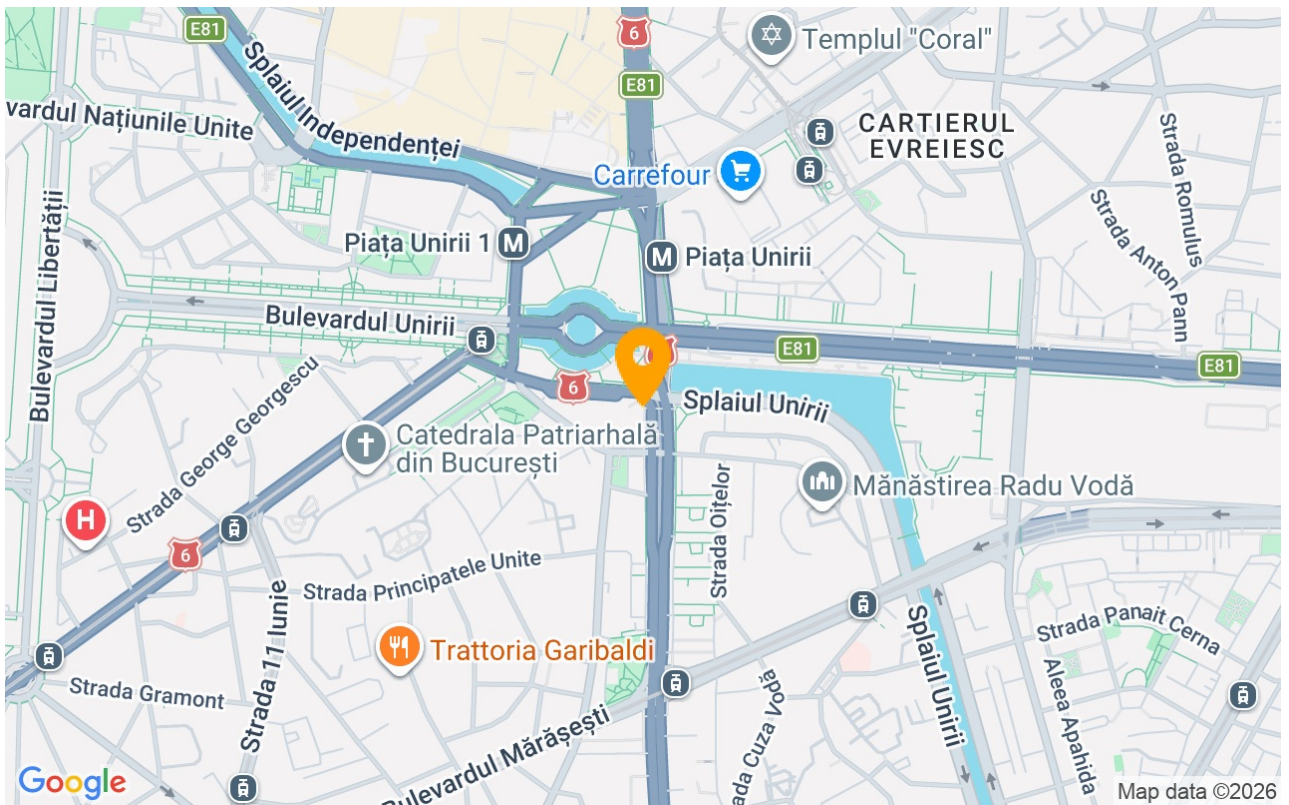 E81
6
E81
Templul "Coral"
Splaiul Independenței
vardul Națiunile Unite
CARTIERUL
EVREIESC
Strada Romulus
Carrefour
Strada Anton Pann
Bulevardul Libertății
Piața Unirii 1
M
M
Piața Unirii
Bulevardul Unirii
E81
E81
6
Splaiul Unirii
Strada George Georgescu
Catedrala Patriarhală
din București
Mănăstirea Radu Vodă
Strada Oițelor
H
6
Strada Principatele Unite
Strada 11 Iunie
Trattoria Garibaldi
Splaiul Unirii
Strada Panait Cerna
Aleea Apahida
Strada Gramont
Bulevardul Mărășești
ada Cuza Vodă
Google
Map data ©2026